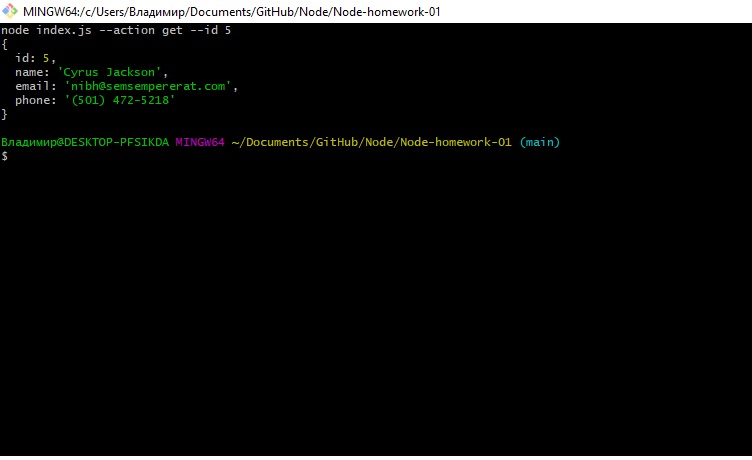 MINGW64:/c/Users/Владимир/Documents/GitHub/Node/Node-homework-01
node index.js --action get --id 5
{
  id: 5,
  name: 'Cyrus Jackson',
  email: 'nibh@semsempererat.com',
  phone: '(501) 472-5218'
}
Владимир@DESKTOP-PFSIKDA MINGW64 ~/Documents/GitHub/Node/Node-homework-01 (main)
$